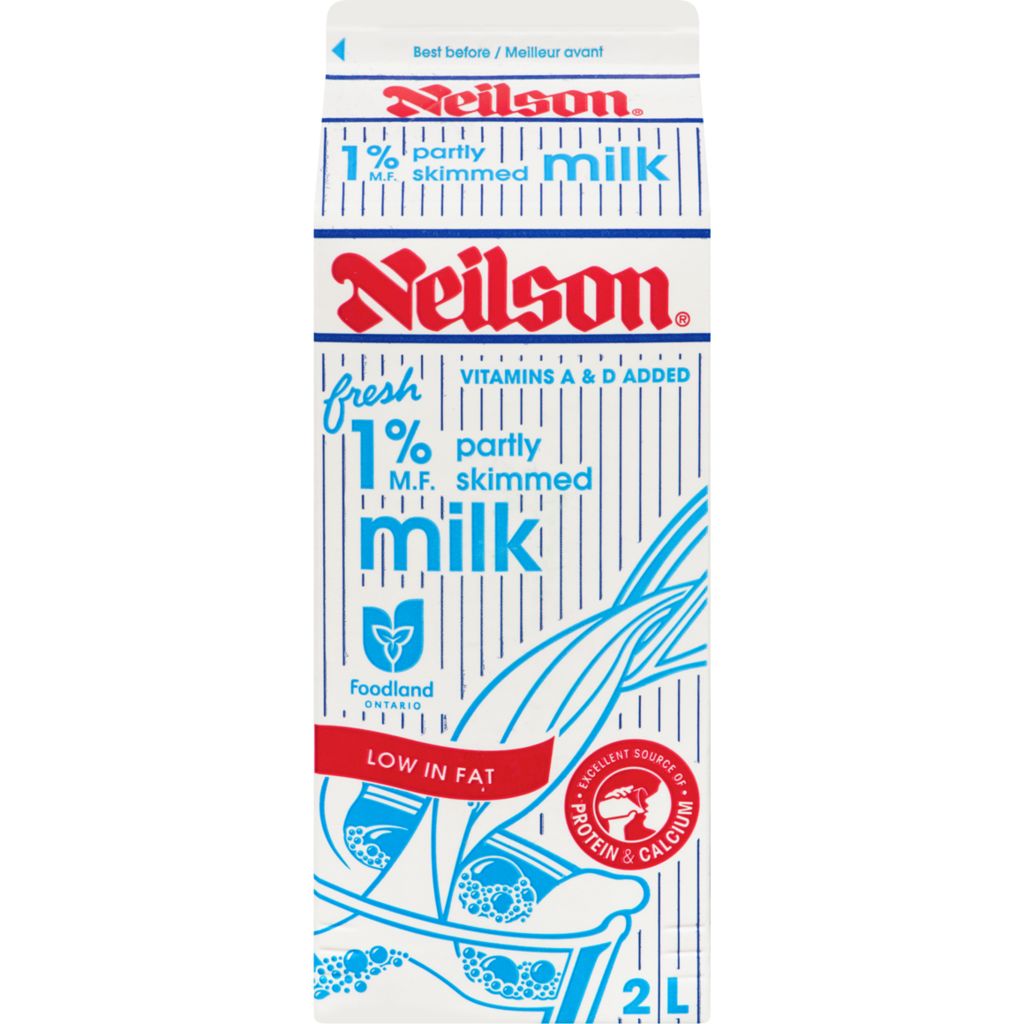 Best before / Meilleur avant
Neilson®
1% M.F. partly skimmed milk
Neilson®
VITAMINS A & D ADDED
fresh
1% M.F. partly skimmed
milk
Foodland
ONTARIO
LOW IN FAT
• EXCELLENT SOURCE OF •
PROTEIN & CALCIUM
2 L